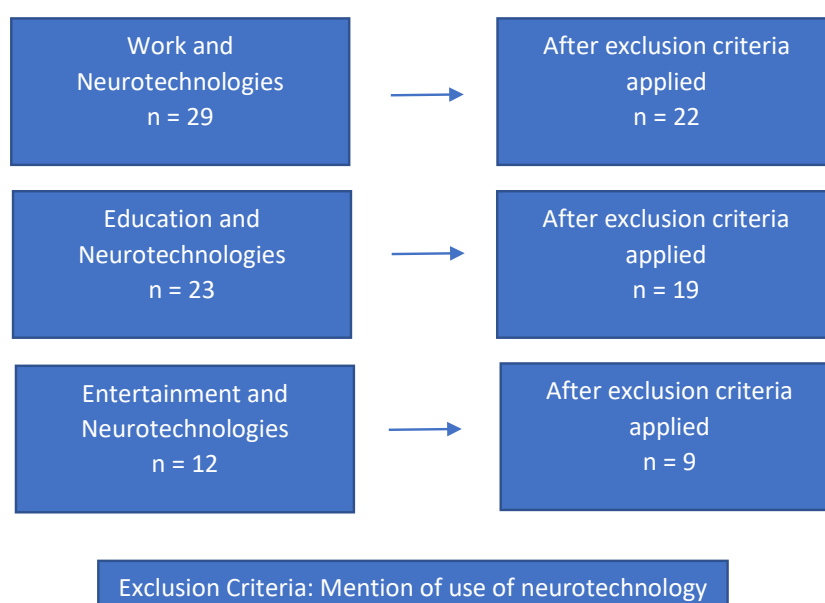 Work and
Neurotechnologies
n = 29
After exclusion criteria
applied
n = 22
Education and
Neurotechnologies
n = 23
After exclusion criteria
applied
n = 19
Entertainment and
Neurotechnologies
n = 12
After exclusion criteria
applied
n = 9
Exclusion Criteria: Mention of use of neurotechnology